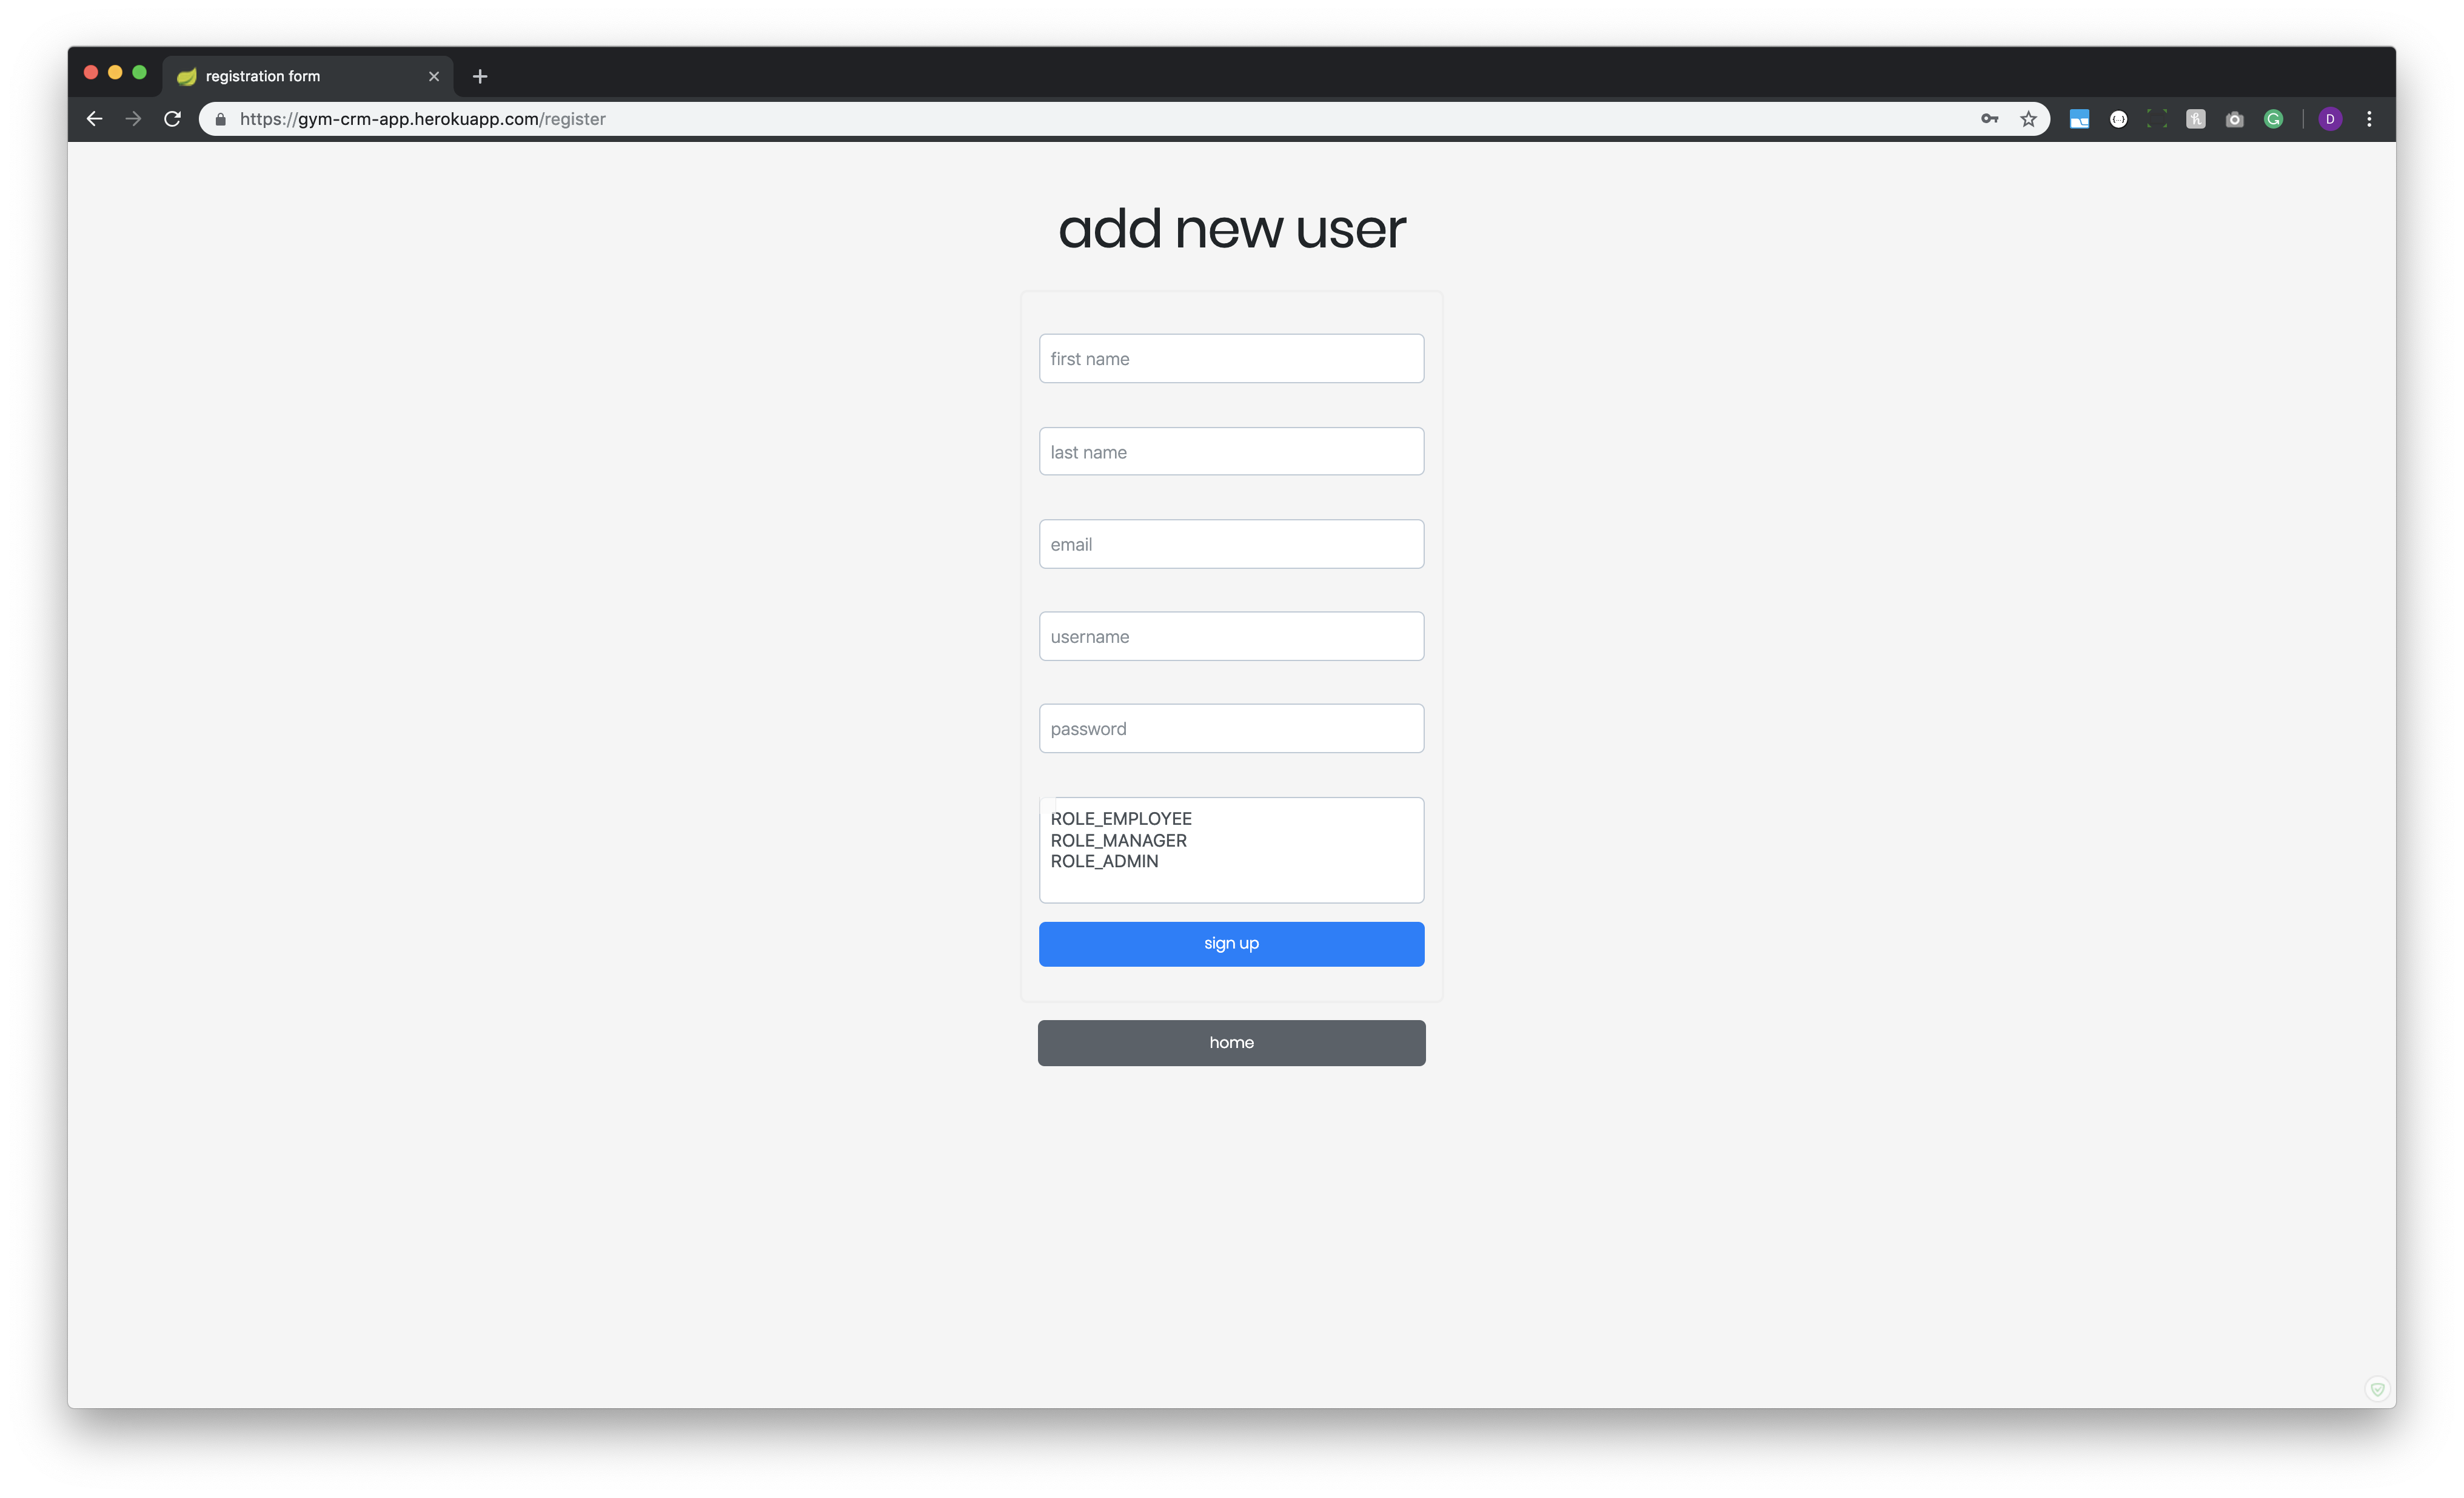 registration form
https://gym-crm-app.herokuapp.com/register
D
add new user
first name
last name
email
username
password
ROLE_EMPLOYEE
ROLE_MANAGER
ROLE_ADMIN
sign up
home